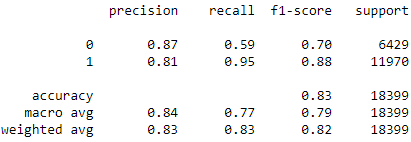 precision recall f1-score support
0 0.87 0.59 0.70 6429
1 0.81 0.95 0.88 11970
accuracy 0.83 18399
macro avg 0.84 0.77 0.79 18399
weighted avg 0.83 0.83 0.82 18399